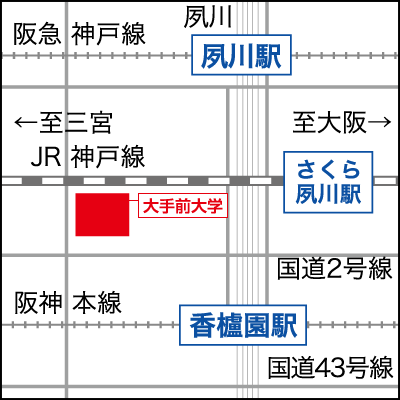 夙川
阪急 神戸線
夙川駅
←至三宮
至大阪→
JR 神戸線
さくら
夙川駅
大手前大学
国道2号線
阪神 本線
香櫨園駅
国道43号線